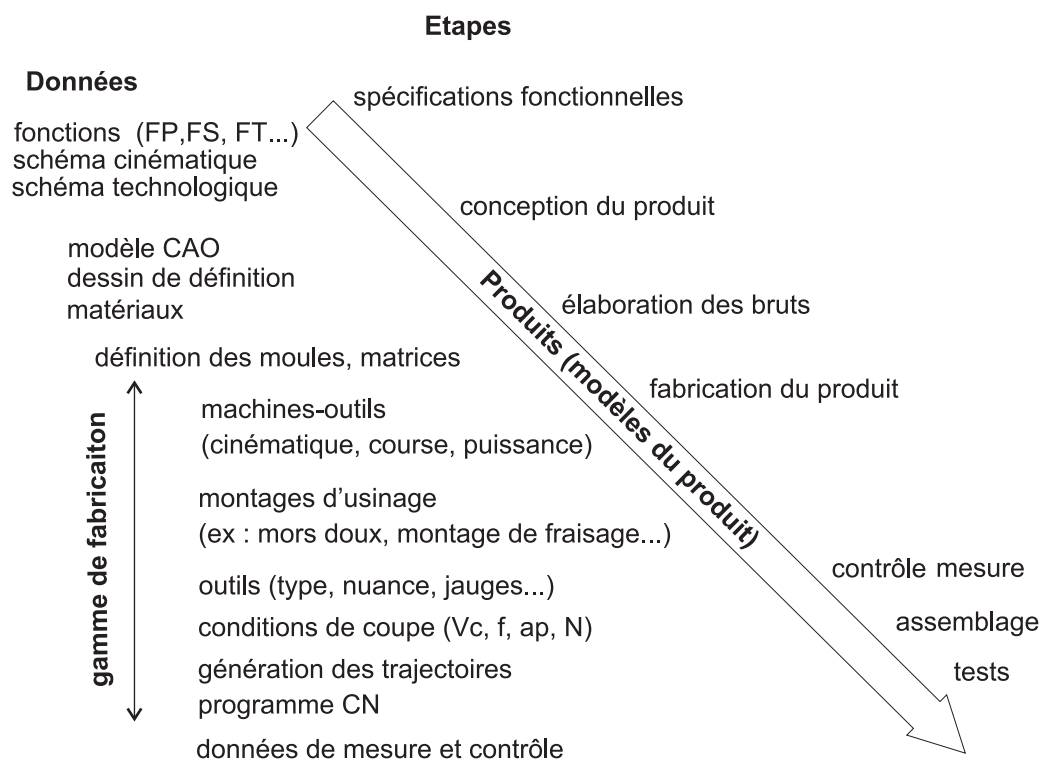 Etapes
Données
spécifications fonctionnelles
fonctions (FP,FS, FT...)
schéma cinématique
schéma technologique
conception du produit
modèle CAO
dessin de définition
matériaux
élaboration des bruts
Produits (modèles du produit)
définition des moules, matrices
fabrication du produit
gamme de fabricaiton
machines-outils
(cinématique, course, puissance)
montages d'usinage
(ex : mors doux, montage de fraisage...)
contrôle mesure
outils (type, nuance, jauges...)
conditions de coupe (Vc, f, ap, N)
assemblage
génération des trajectoires
tests
programme CN
données de mesure et contrôle